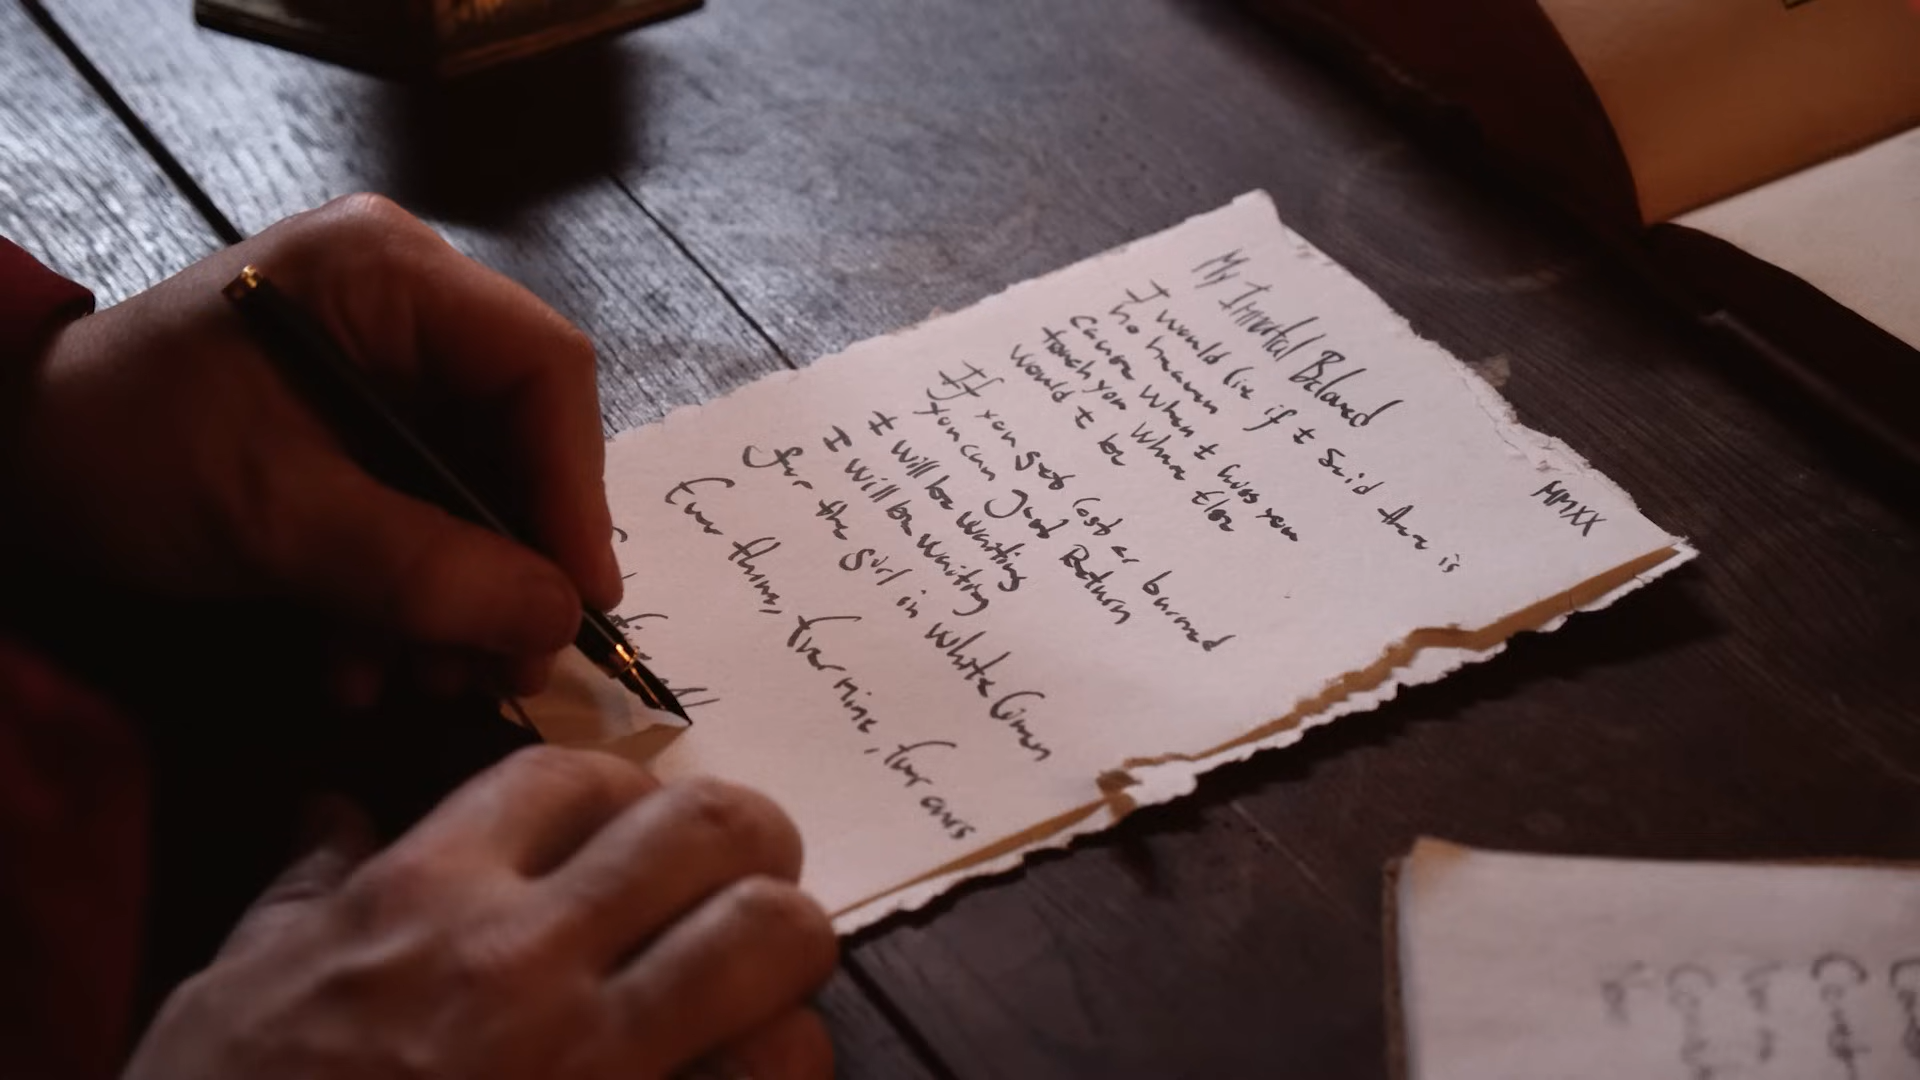 MMXX
My Immortal Beloved
I would lie if I said there is
no heaven
Cause when I kiss you
touch you where else
would I be
If you get lost or burned
you can just Return
I will be waiting
I will be waiting
for the girl in white linen
Ever thine, Ever mine, Ever ours